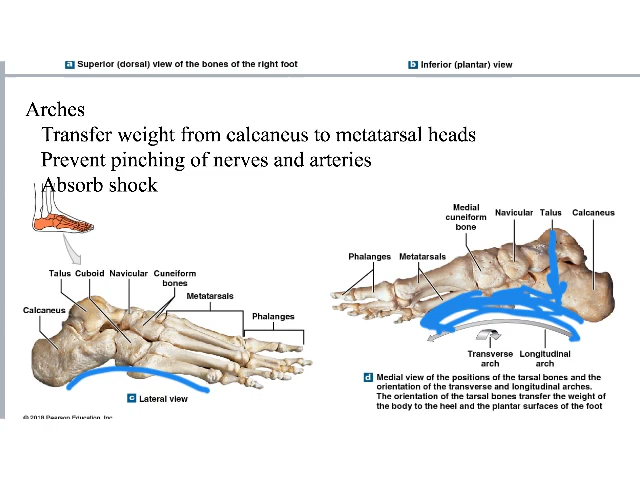 a Superior (dorsal) view of the bones of the right foot
b Inferior (plantar) view
Arches
Transfer weight from calcaneus to metatarsal heads
Prevent pinching of nerves and arteries
Absorb shock
Medial cuneiform bone
Navicular
Talus
Calcaneus
Phalanges
Metatarsals
Talus
Cuboid
Navicular
Cuneiform bones
Metatarsals
Calcaneus
Phalanges
Transverse arch
Longitudinal arch
c Lateral view
d Medial view of the positions of the tarsal bones and the
orientation of the transverse and longitudinal arches.
The orientation of the tarsal bones transfer the weight of
the body to the heel and the plantar surfaces of the foot
© 2018 Pearson Education, Inc.